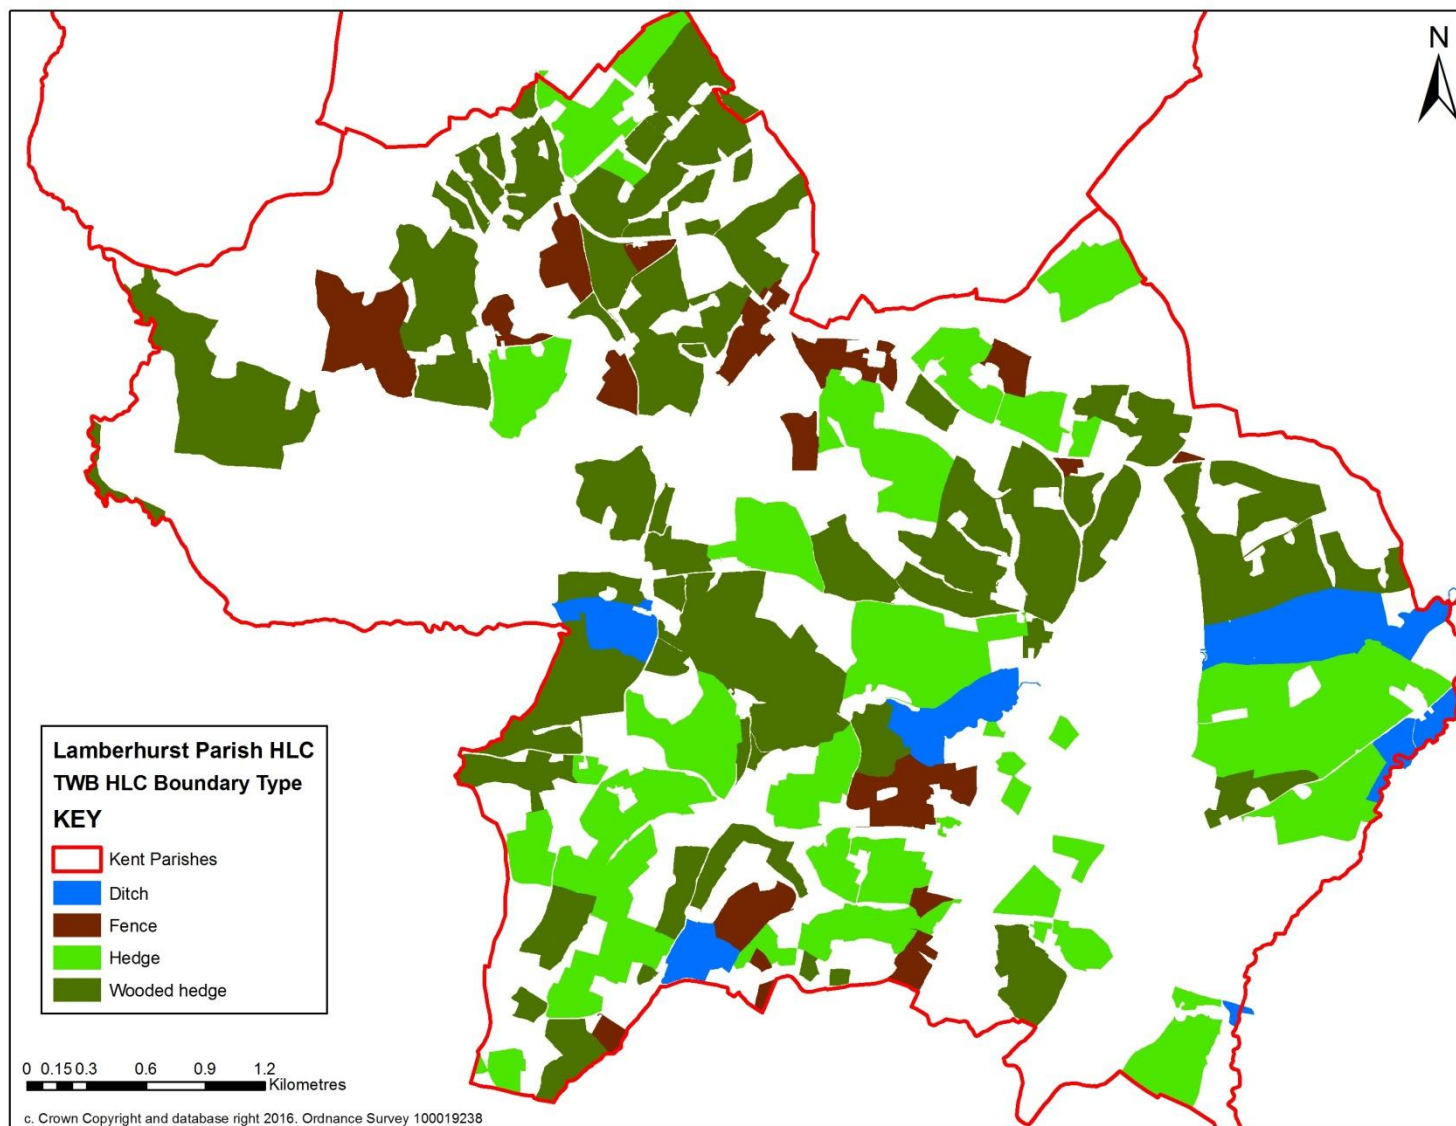 N
Lamberhurst Parish HLC
TWB HLC Boundary Type
KEY
Kent Parishes
Ditch
Fence
Hedge
Wooded hedge
0 0.15 0.3 0.6 0.9 1.2
Kilometres
c. Crown Copyright and database right 2016. Ordnance Survey 100019238